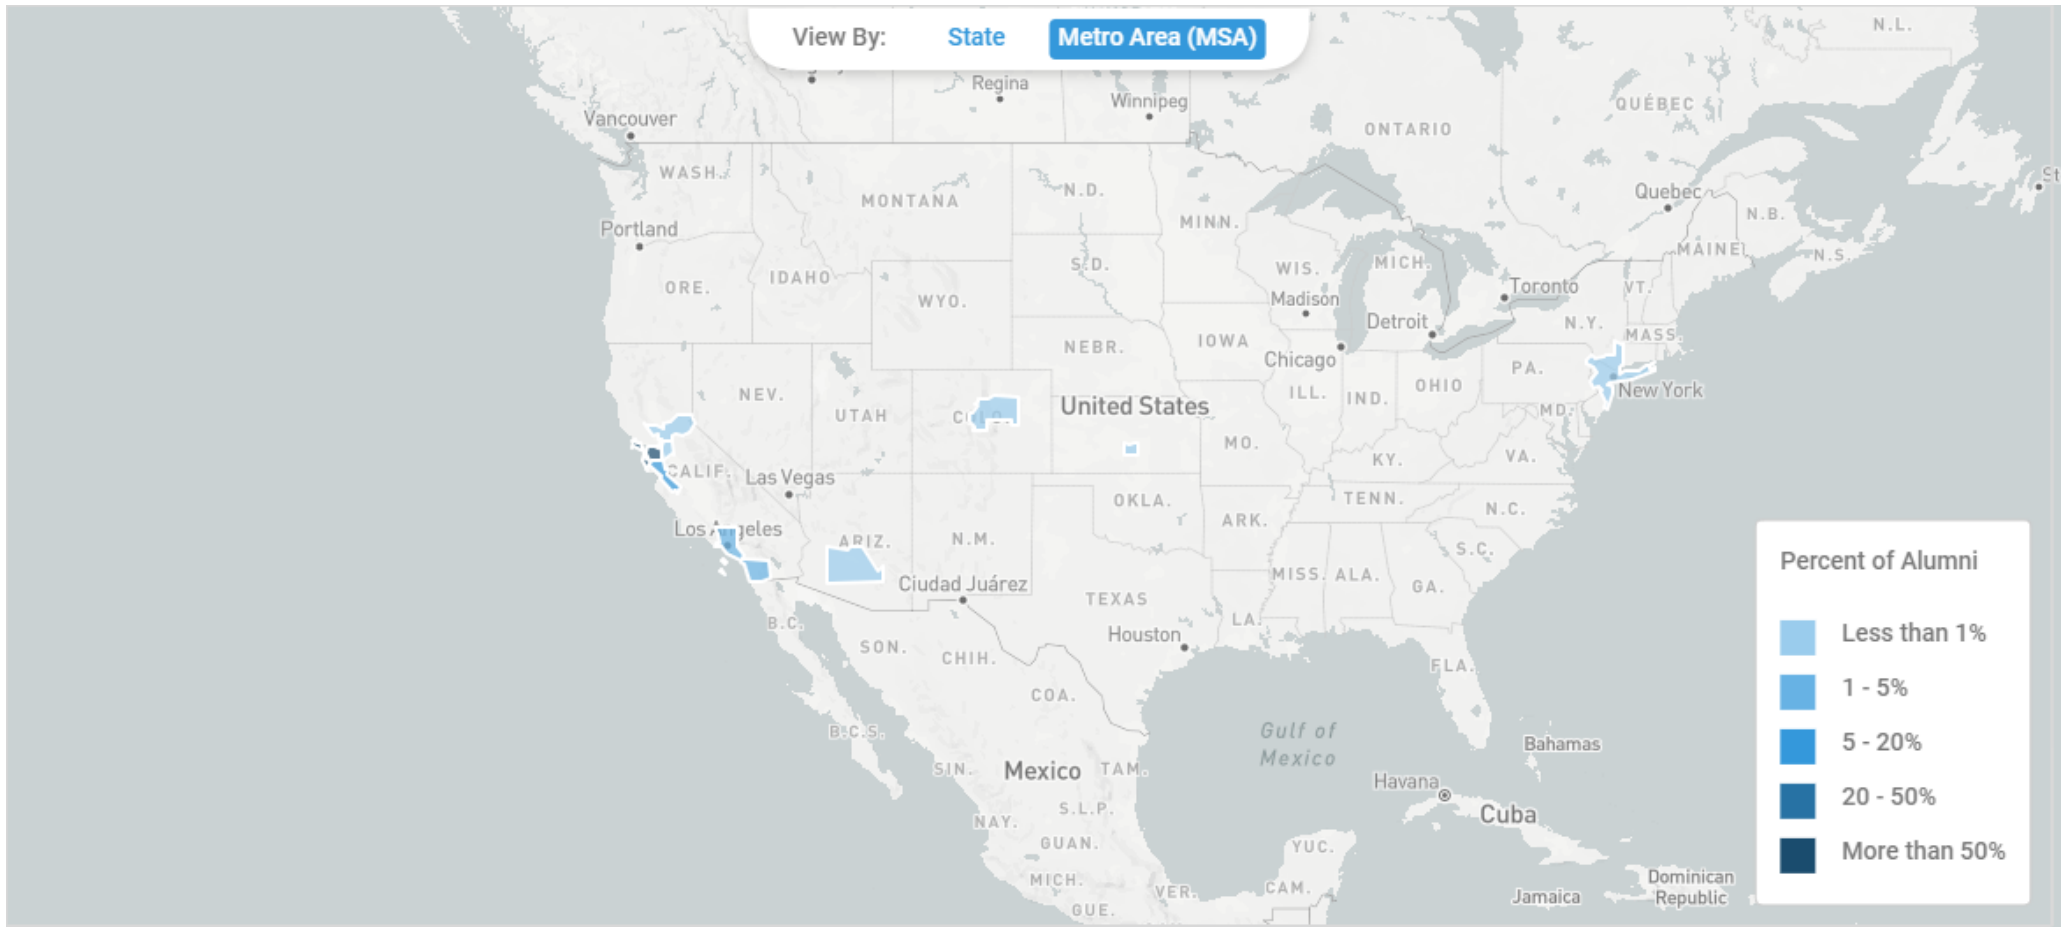 View By: State Metro Area (MSA)
N.L.
Regina
Winnipeg
Vancouver
ONTARIO
QUÉBEC
WASH.
MONTANA
N.D.
MINN.
Quebec
N.B.
Portland
MAINE
N.S.
ORE.
IDAHO
WYO.
S.D.
WIS.
MICH.
Madison
Toronto
VT.
Detroit
N.Y.
MASS.
NEBR.
IOWA
Chicago
PA.
NEV.
UTAH
COLO.
United States
ILL.
IND.
OHIO
New York
MD.
MO.
KY.
VA.
CALIF.
Las Vegas
OKLA.
TENN.
N.C.
ARK.
Los Angeles
ARIZ.
N.M.
S.C.
Ciudad Juárez
TEXAS
MISS.
ALA.
GA.
B.C.
SON.
CHIH.
Houston
LA.
FLA.
COA.
B.C.S.
Gulf of
Mexico
Bahamas
SIN.
Mexico
TAM.
Havana
Cuba
S.L.P.
NAY.
GUAN.
YUC.
MICH.
VER.
CAM.
Jamaica
Dominican
Republic
GUE.
Percent of Alumni
Less than 1%
1 - 5%
5 - 20%
20 - 50%
More than 50%